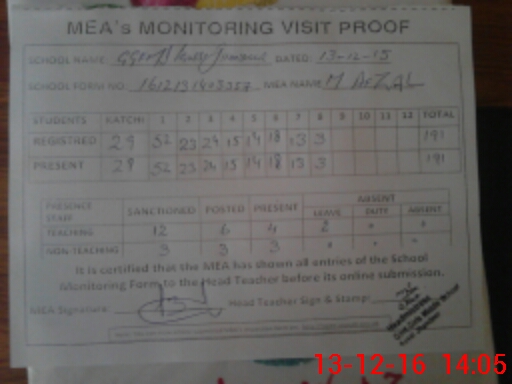 MEA's MONITORING VISIT PROOF
SCHOOL NAME DATED: 13-12-15
SCHOOL FORM NO. MEA NAME M AFZAL
STUDENTS KATCHI 1 2 3 4 5 6 7 8 9 10 11 12 TOTAL
REGISTRED 29 52 23 24 15 14 18 13 3 191
PRESENT 29 52 23 24 15 14 18 13 3 191
ABSENT
PRESENCE STAFF SANCTIONED POSTED PRESENT LEAVE DUTY ABSENT
TEACHING 12 6 4 2
NON-TEACHING 3 3 3
It is certified that the MEA has shown all entries of the School
Monitoring Form to the Head Teacher before its online submission.
MEA Signature: Head Teacher Sign & Stamp:
13-12-16 14:05